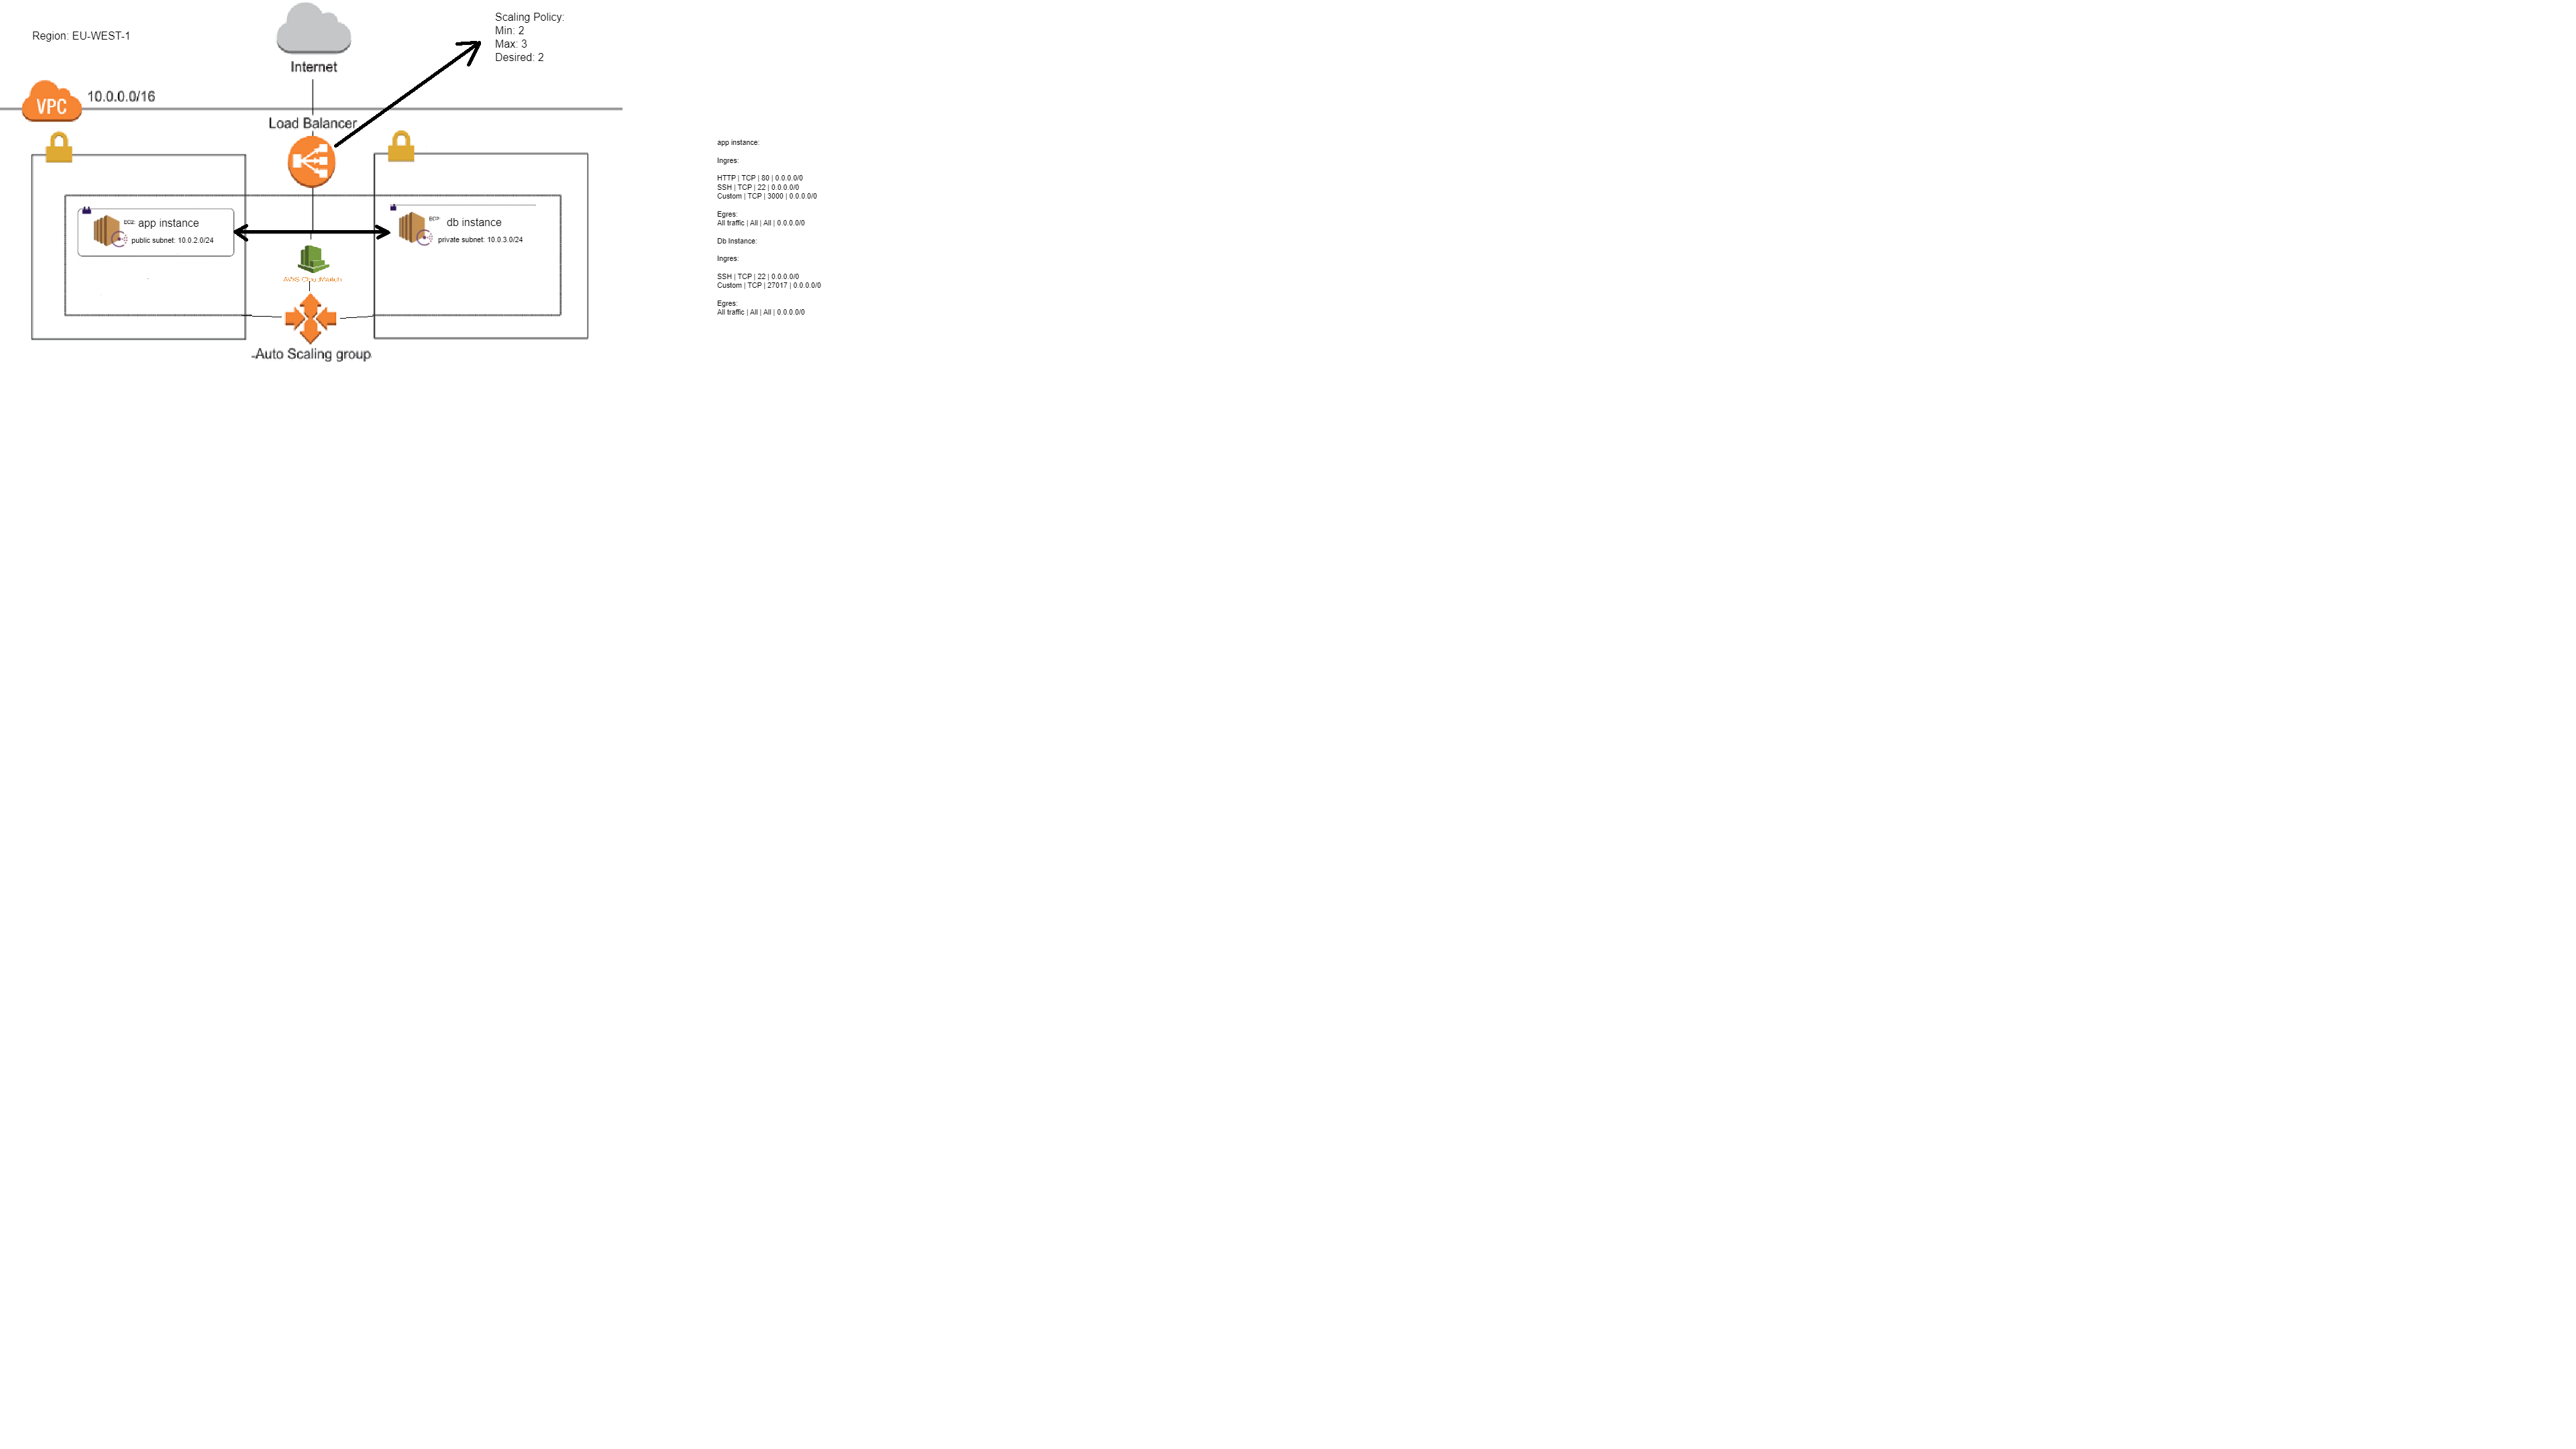 Region: EU-WEST-1
Internet
Scaling Policy:
Min: 2
Max: 3
Desired: 2
VPC
10.0.0.0/16
Load Balancer
EC2
app instance
public subnet: 10.0.2.0/24
db instance
private subnet: 10.0.3.0/24
AWS CloudWatch
-Auto Scaling group
app instance:
Ingres:
HTTP | TCP | 80 | 0.0.0.0/0
SSH | TCP | 22 | 0.0.0.0/0
Custom | TCP | 3000 | 0.0.0.0/0
Egres:
All traffic | All | All | 0.0.0.0/0
Db Instance:
Ingres:
SSH | TCP | 22 | 0.0.0.0/0
Custom | TCP | 27017 | 0.0.0.0/0
Egres:
All traffic | All | All | 0.0.0.0/0